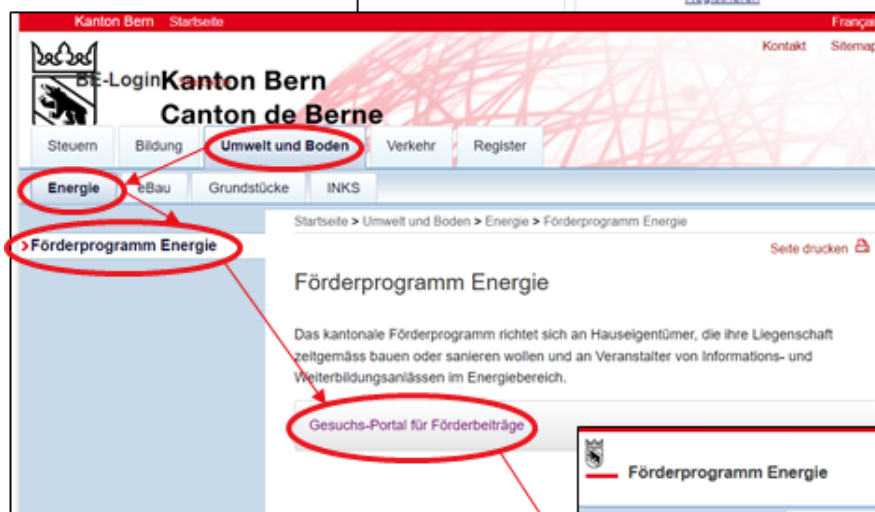 Kanton Bern Startseite Françai
Kontakt Sitemap
BE-Login
Kanton Bern
Canton de Berne
Steuern Bildung Umwelt und Boden Verkehr Register
Energie eBau Grundstücke INKS
Startseite > Umwelt und Boden > Energie > Förderprogramm Energie
Förderprogramm Energie
Seite drucken
Förderprogramm Energie
Das kantonale Förderprogramm richtet sich an Hauseigentümer, die ihre Liegenschaft
zeitgemäss bauen oder sanieren wollen und an Veranstalter von Informations- und
Weiterbildungsanlässen im Energiebereich.
Gesuchs-Portal für Förderbeiträge
Förderprogramm Energie